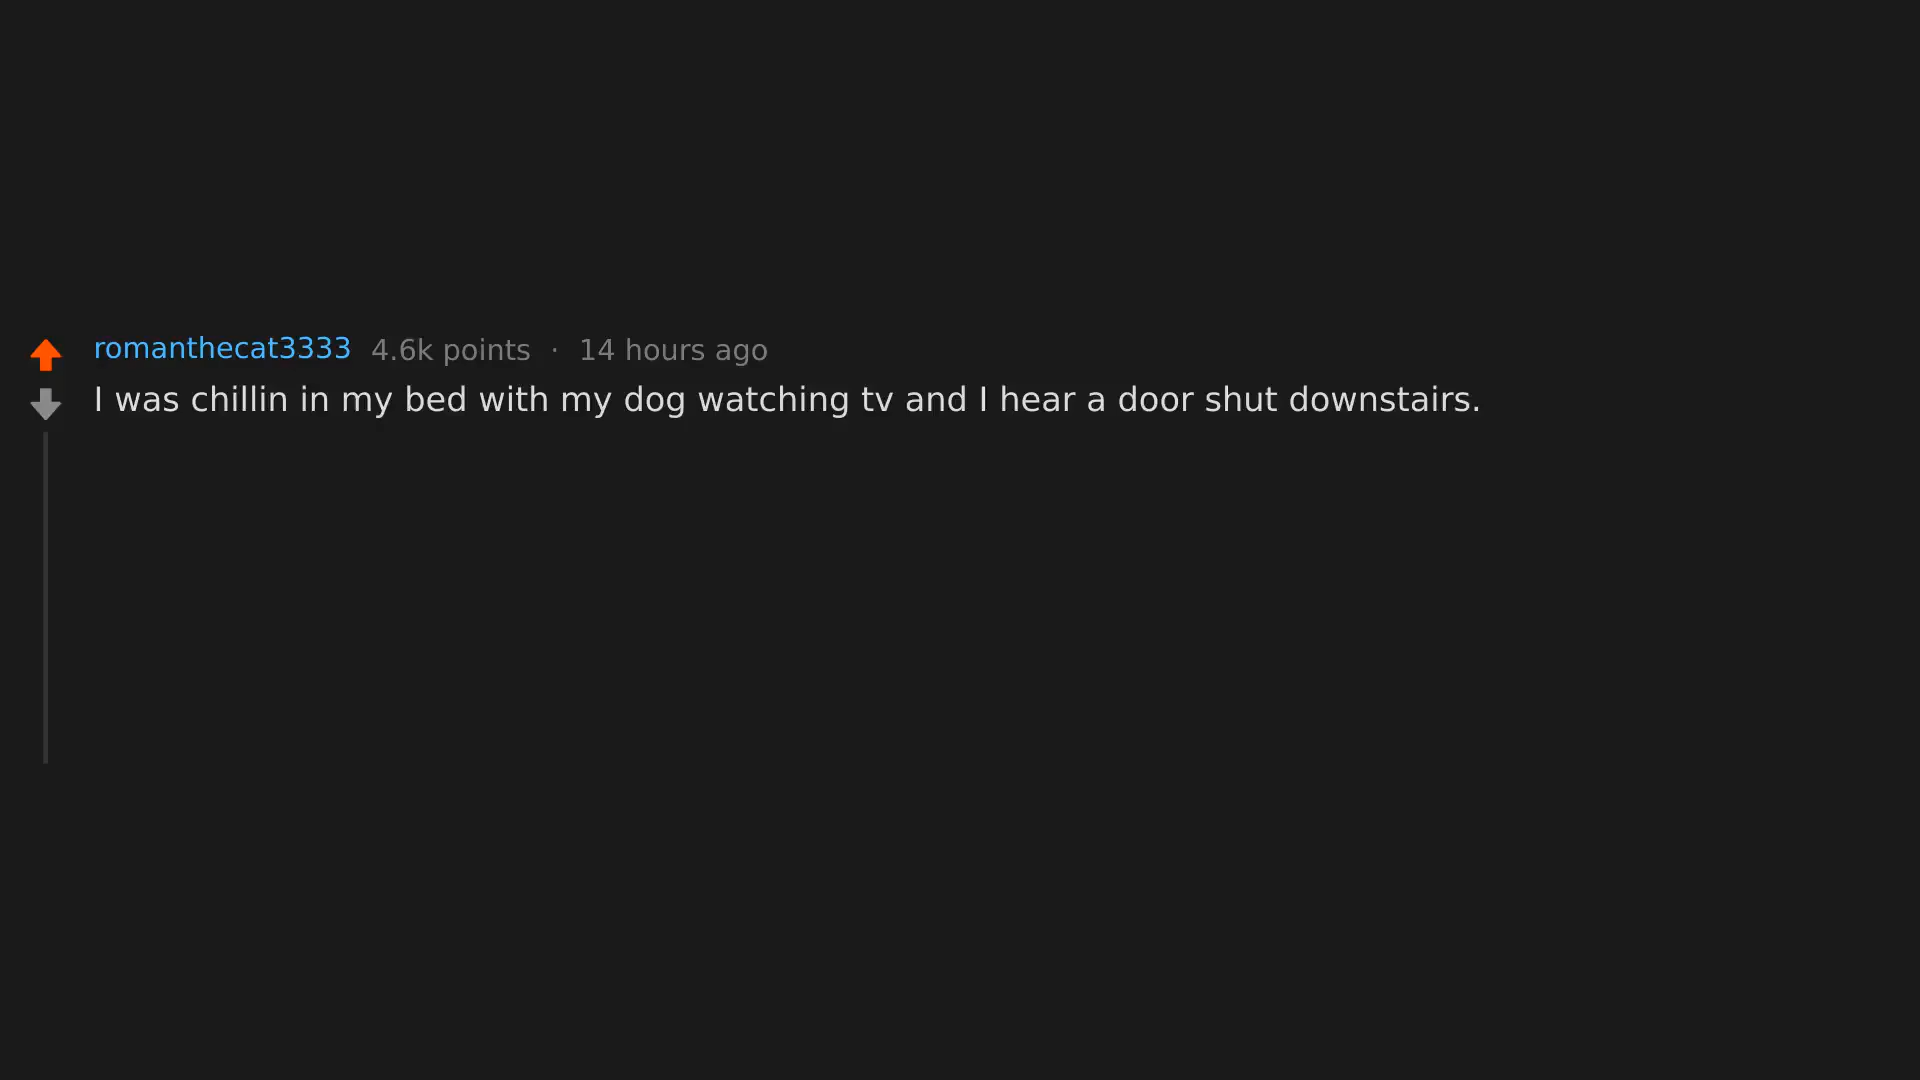 romanthecat3333 4.6k points · 14 hours ago
I was chillin in my bed with my dog watching tv and I hear a door shut downstairs.